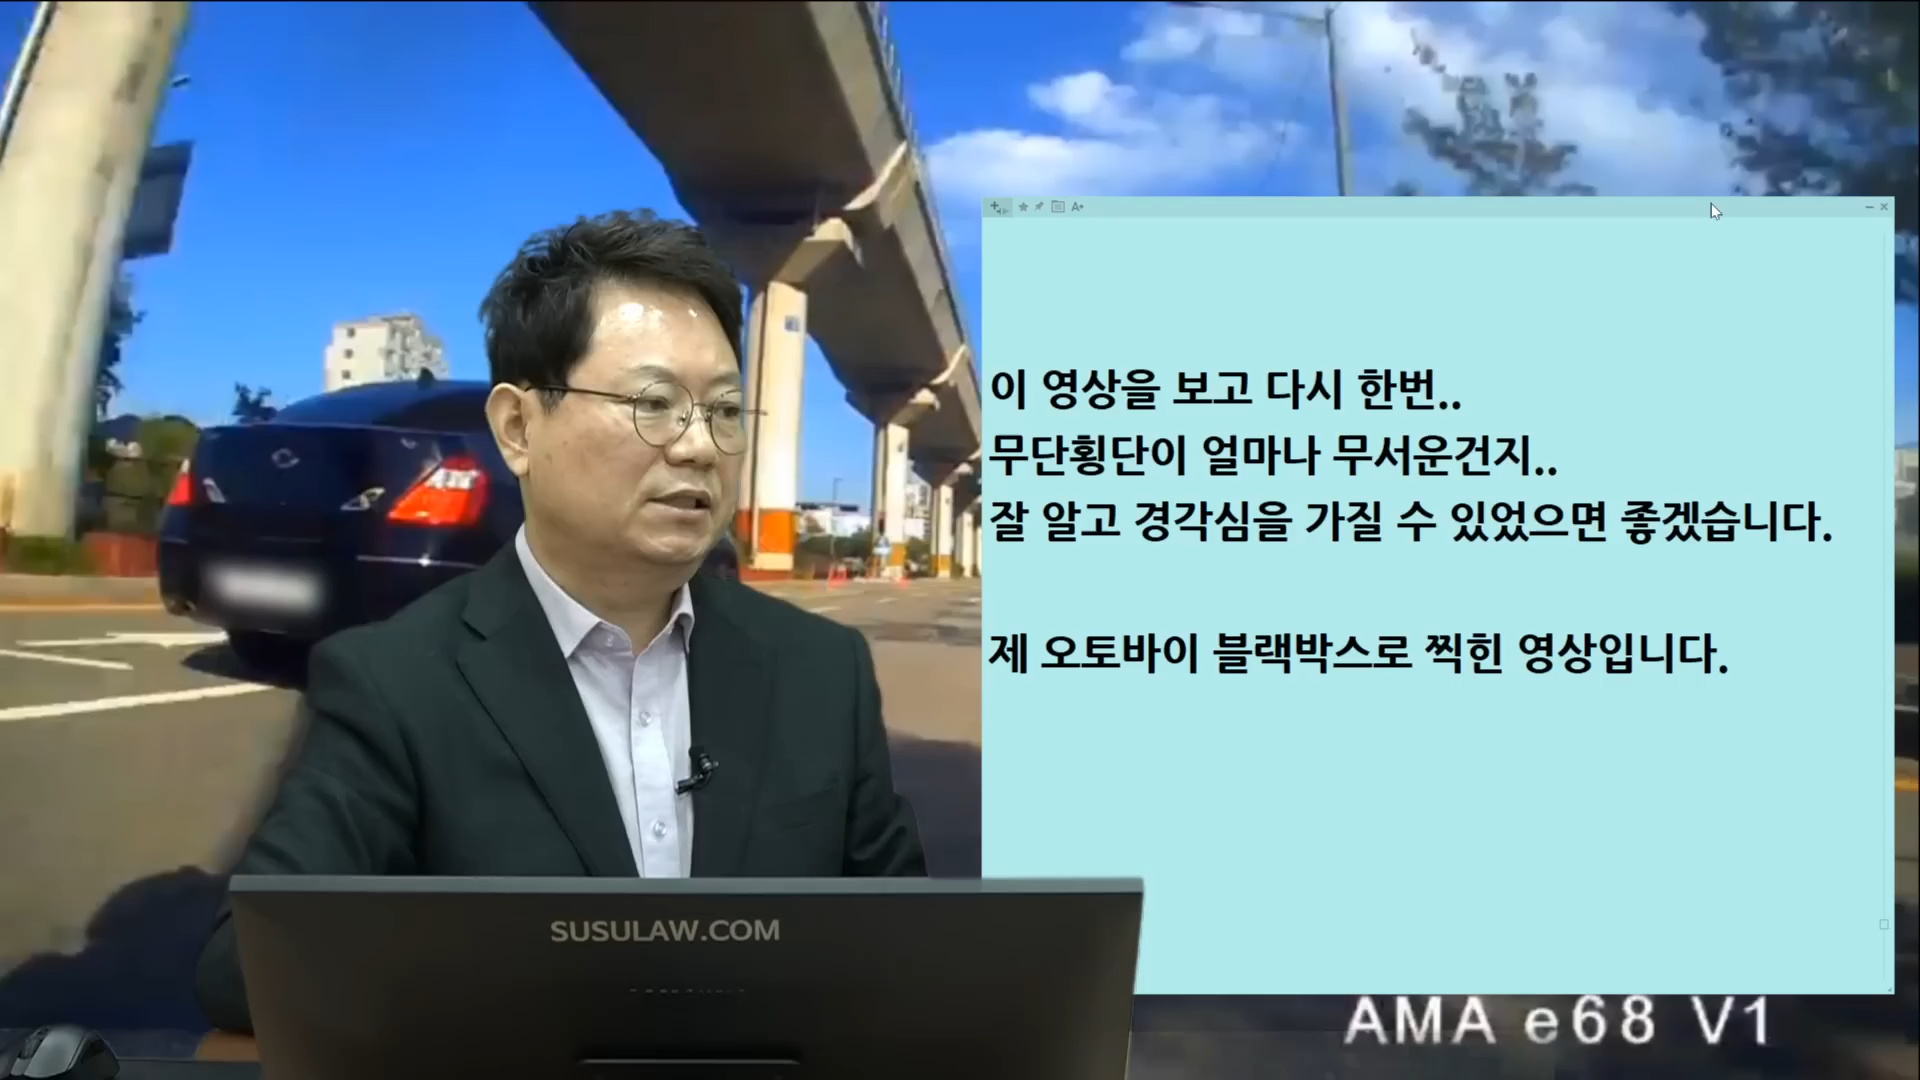 이 영상을 보고 다시 한번..
무단횡단이 얼마나 무서운건지..
잘 알고 경각심을 가질 수 있었으면 좋겠습니다.
제 오토바이 블랙박스로 찍힌 영상입니다.
SUSULAW.COM
AMA e68 V1